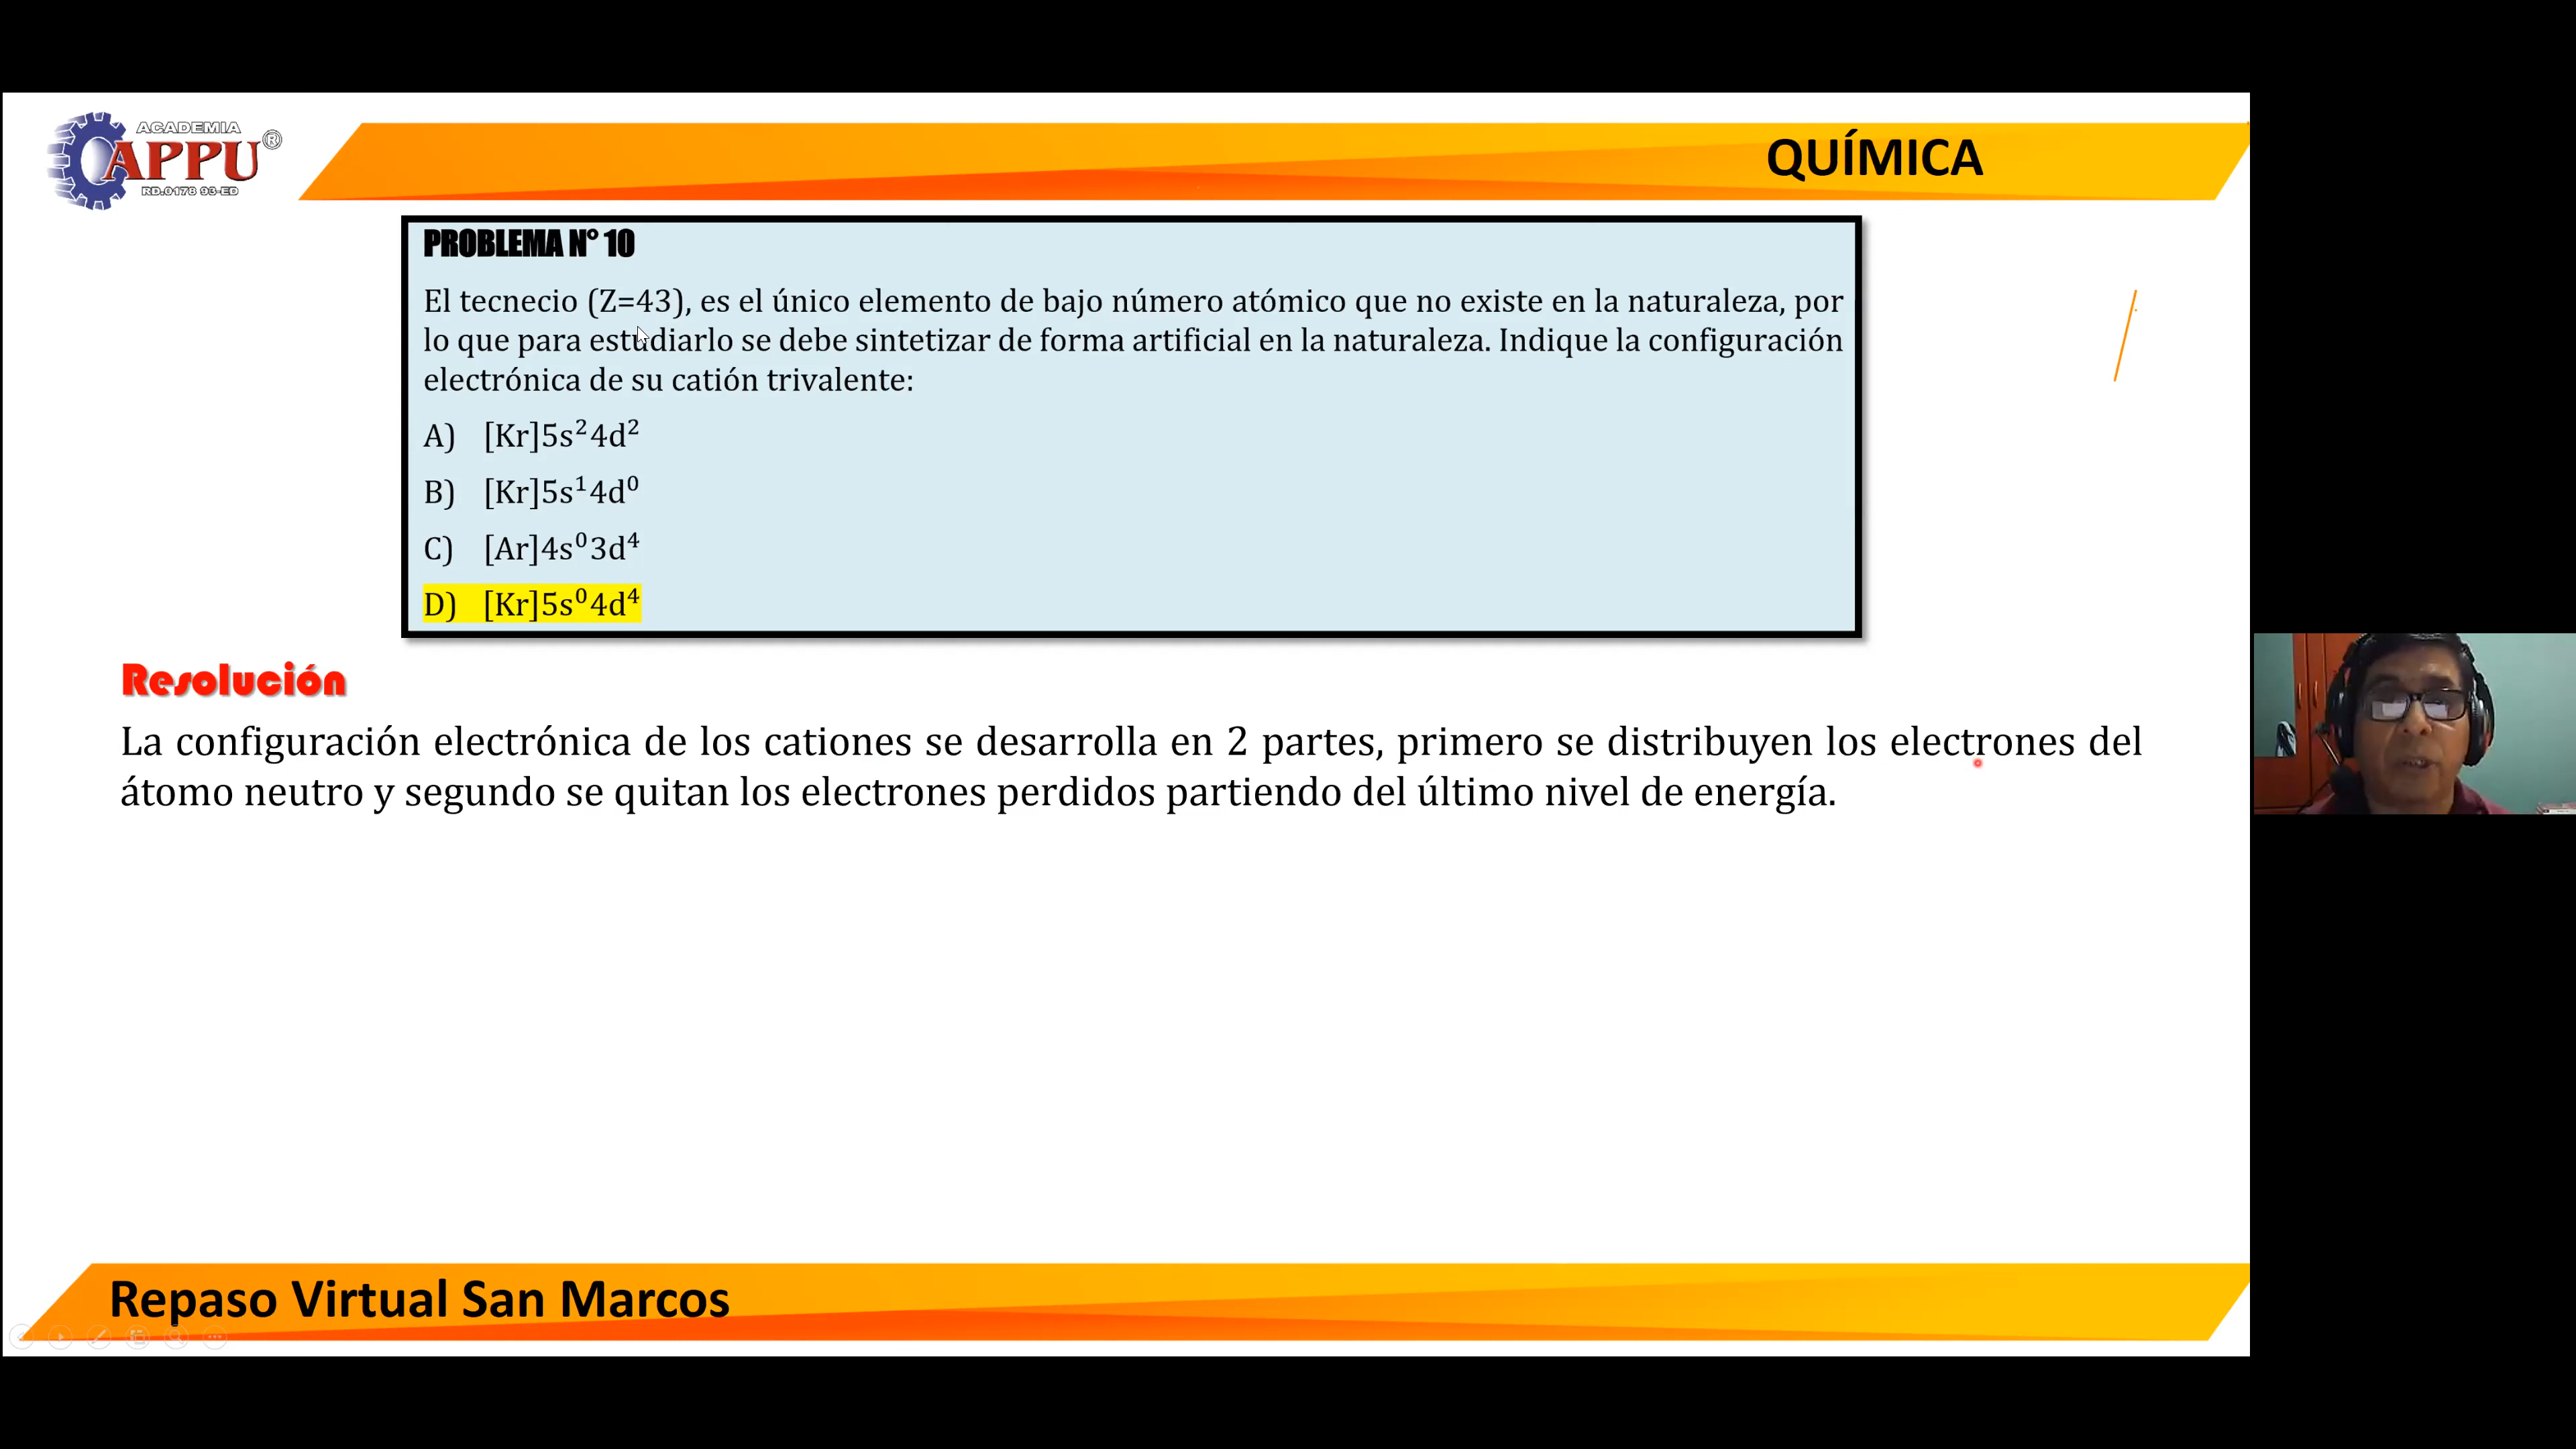 ACADEMIA
APPU®
RD.0178 93-ED
QUÍMICA
PROBLEMA N° 10
El tecnecio (Z=43), es el único elemento de bajo número atómico que no existe en la naturaleza, por
lo que para estudiarlo se debe sintetizar de forma artificial en la naturaleza. Indique la configuración
electrónica de su catión trivalente:
A) [Kr]5s²4d²
B) [Kr]5s¹4d⁰
C) [Ar]4s⁰3d⁴
D) [Kr]5s⁰4d⁴
Resolución
La configuración electrónica de los cationes se desarrolla en 2 partes, primero se distribuyen los electrones del
átomo neutro y segundo se quitan los electrones perdidos partiendo del último nivel de energía.
Repaso Virtual San Marcos